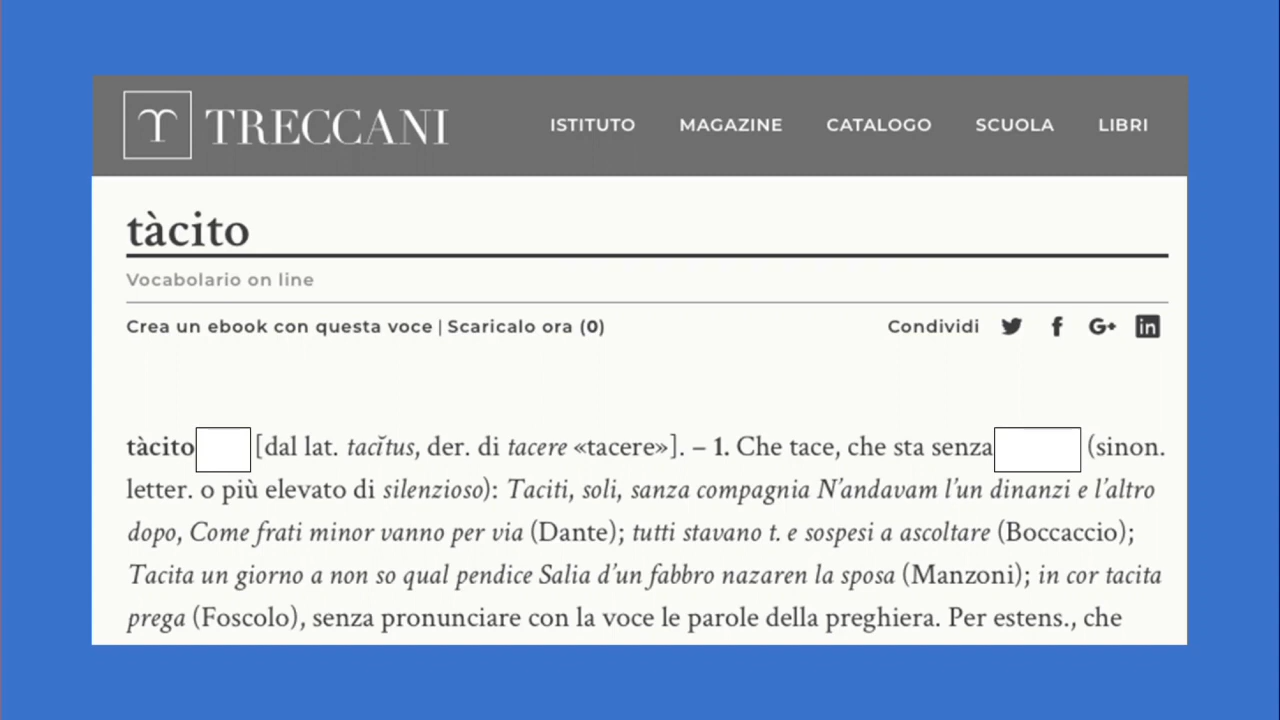 TRECCANI
ISTITUTO MAGAZINE CATALOGO SCUOLA LIBRI
tàcito
Vocabolario on line
Crea un ebook con questa voce | Scaricalo ora (0) Condividi
tàcito [dal lat. tacĭtus, der. di tacere «tacere»]. – 1. Che tace, che sta senza (sinon.
letter. o più elevato di silenzioso): Taciti, soli, sanza compagnia N’andavam l’un dinanzi e l’altro
dopo, Come frati minor vanno per via (Dante); tutti stavano t. e sospesi a ascoltare (Boccaccio);
Tacita un giorno a non so qual pendice Salia d’un fabbro nazaren la sposa (Manzoni); in cor tacita
prega (Foscolo), senza pronunciare con la voce le parole della preghiera. Per estens., che